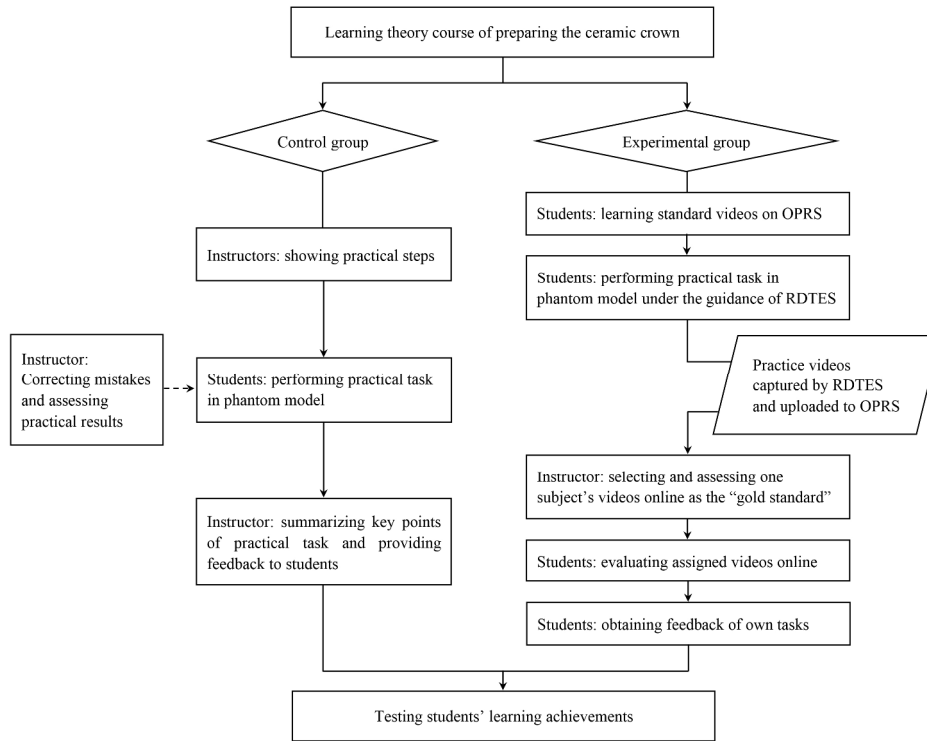 Learning theory course of preparing the ceramic crown
Control group
Experimental group
Students: learning standard videos on OPRS
Instructors: showing practical steps
Students: performing practical task in
phantom model under the guidance of RDTES
Instructor:
Correcting mistakes
and assessing
practical results
Students: performing practical task
in phantom model
Practice videos
captured by RDTES
and uploaded to OPRS
Instructor: selecting and assessing one
subject's videos online as the “gold standard”
Instructor: summarizing key points
of practical task and providing
feedback to students
Students: evaluating assigned videos online
Students: obtaining feedback of own tasks
Testing students’ learning achievements